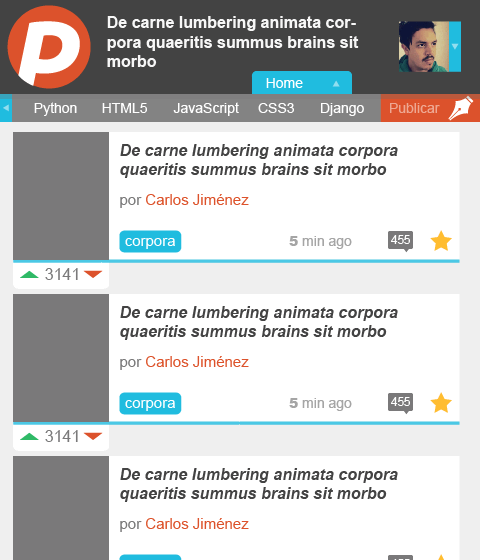 P
De carne lumbering animata cor-
pora quaeritis summus brains sit
morbo
Home
Python HTML5 JavaScript CSS3 Django Publicar
De carne lumbering animata corpora
quaeritis summus brains sit morbo
por Carlos Jiménez
corpora 5 min ago 455
3141
De carne lumbering animata corpora
quaeritis summus brains sit morbo
por Carlos Jiménez
corpora 5 min ago 455
3141
De carne lumbering animata corpora
quaeritis summus brains sit morbo
por Carlos Jiménez